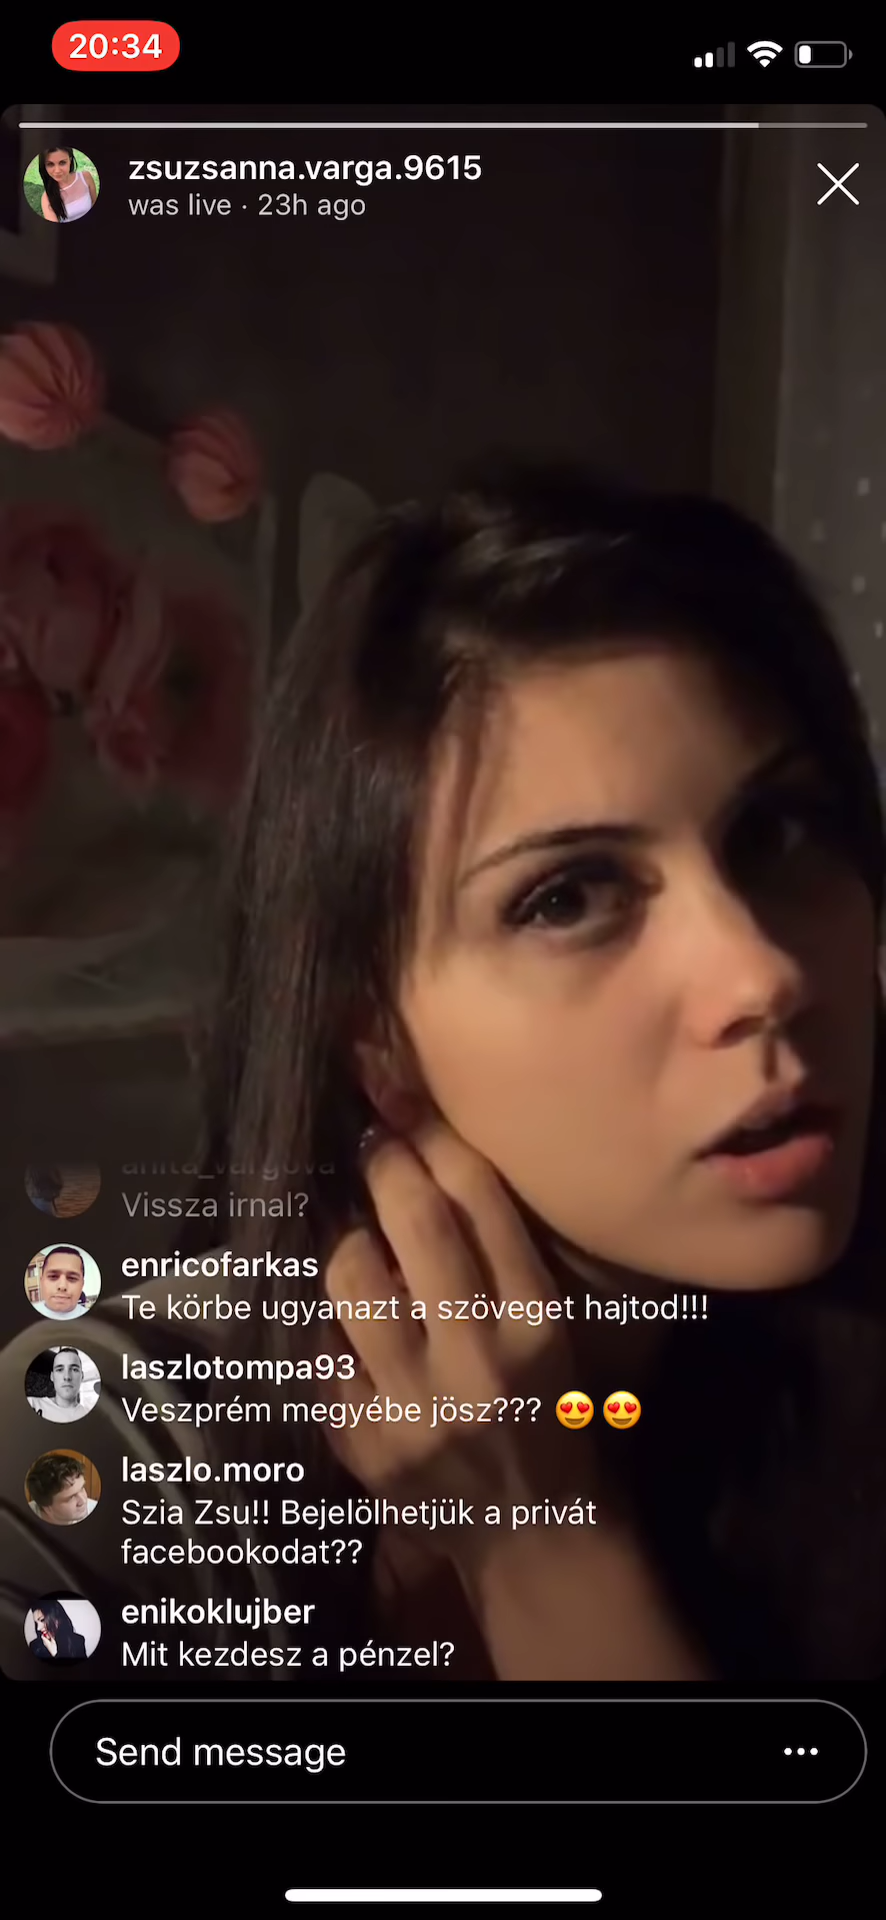 20:34
zsuzsanna.varga.9615
was live · 23h ago
anita_vargova
Vissza irnal?
enricofarkas
Te körbe ugyanazt a szöveget hajtod!!!
laszlotompa93
Veszprém megyébe jösz??? 😍😍
laszlo.moro
Szia Zsu!! Bejelölhetjük a privát
facebookodat??
enikoklujber
Mit kezdesz a pénzel?
Send message